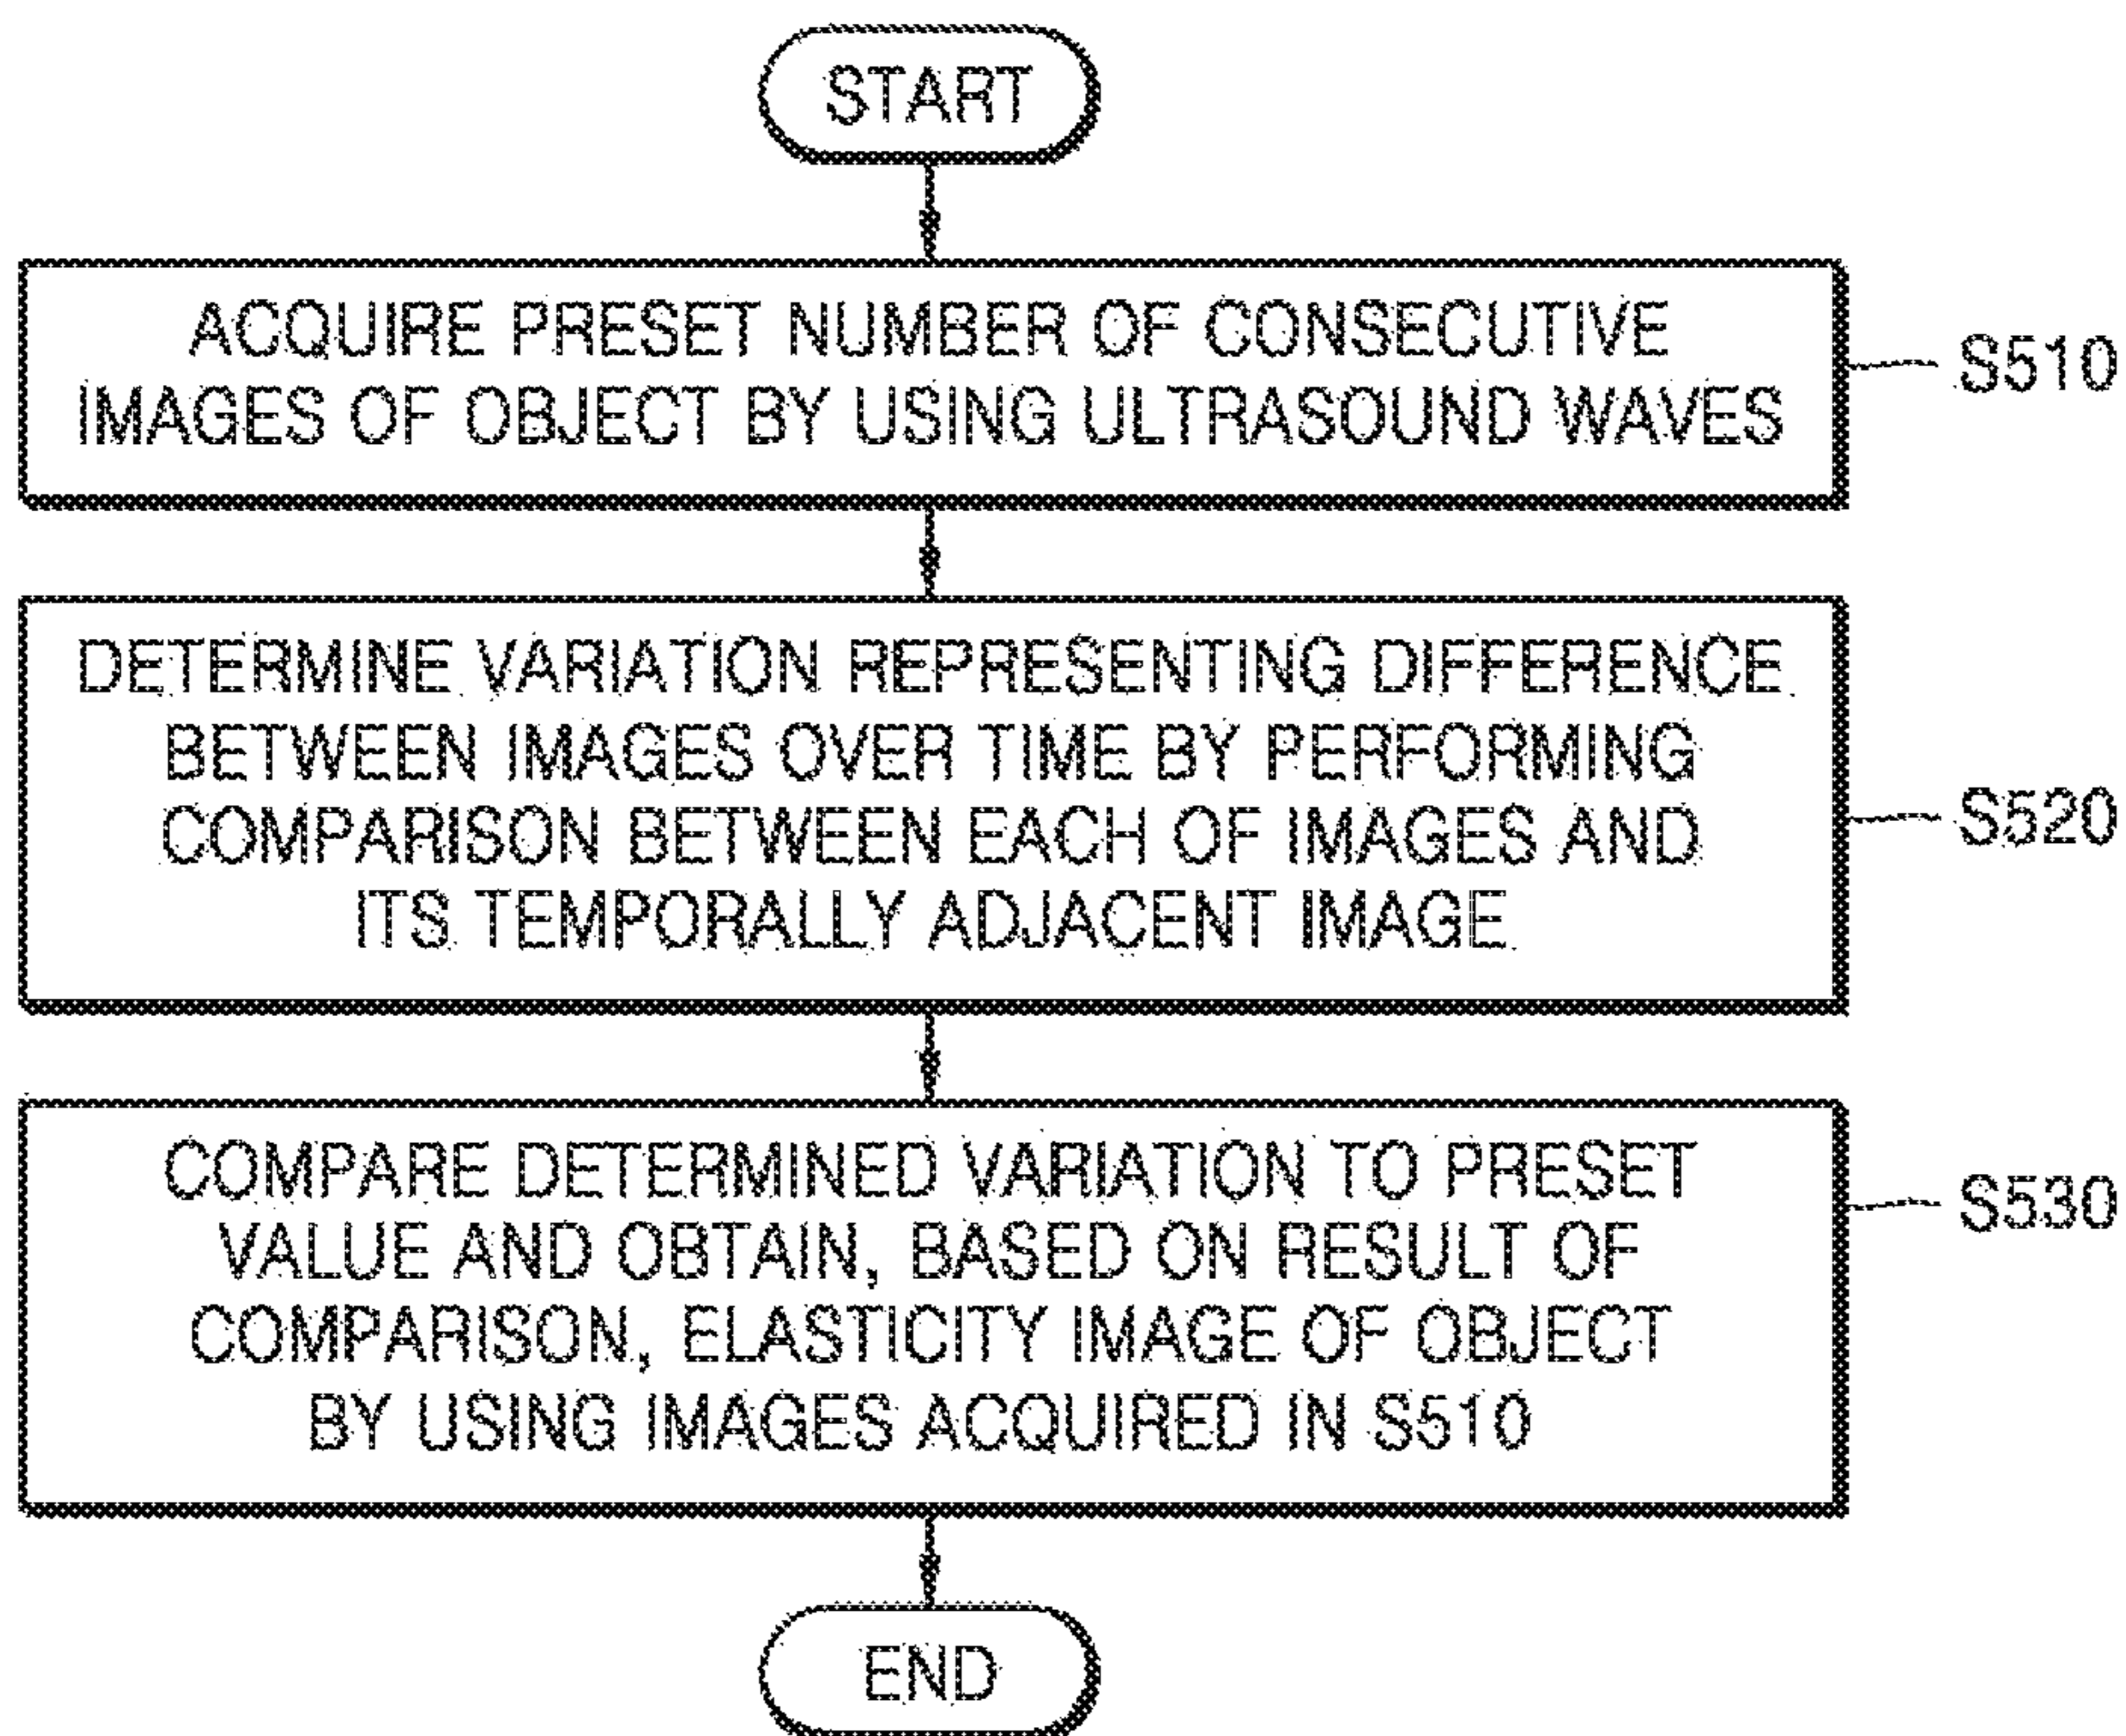 START
ACQUIRE PRESET NUMBER OF CONSECUTIVE
IMAGES OF OBJECT BY USING ULTRASOUND WAVES
S510
DETERMINE VARIATION REPRESENTING DIFFERENCE
BETWEEN IMAGES OVER TIME BY PERFORMING
COMPARISON BETWEEN EACH OF IMAGES AND
ITS TEMPORALLY ADJACENT IMAGE
S520
COMPARE DETERMINED VARIATION TO PRESET
VALUE AND OBTAIN, BASED ON RESULT OF
COMPARISON, ELASTICITY IMAGE OF OBJECT
BY USING IMAGES ACQUIRED IN S510
S530
END